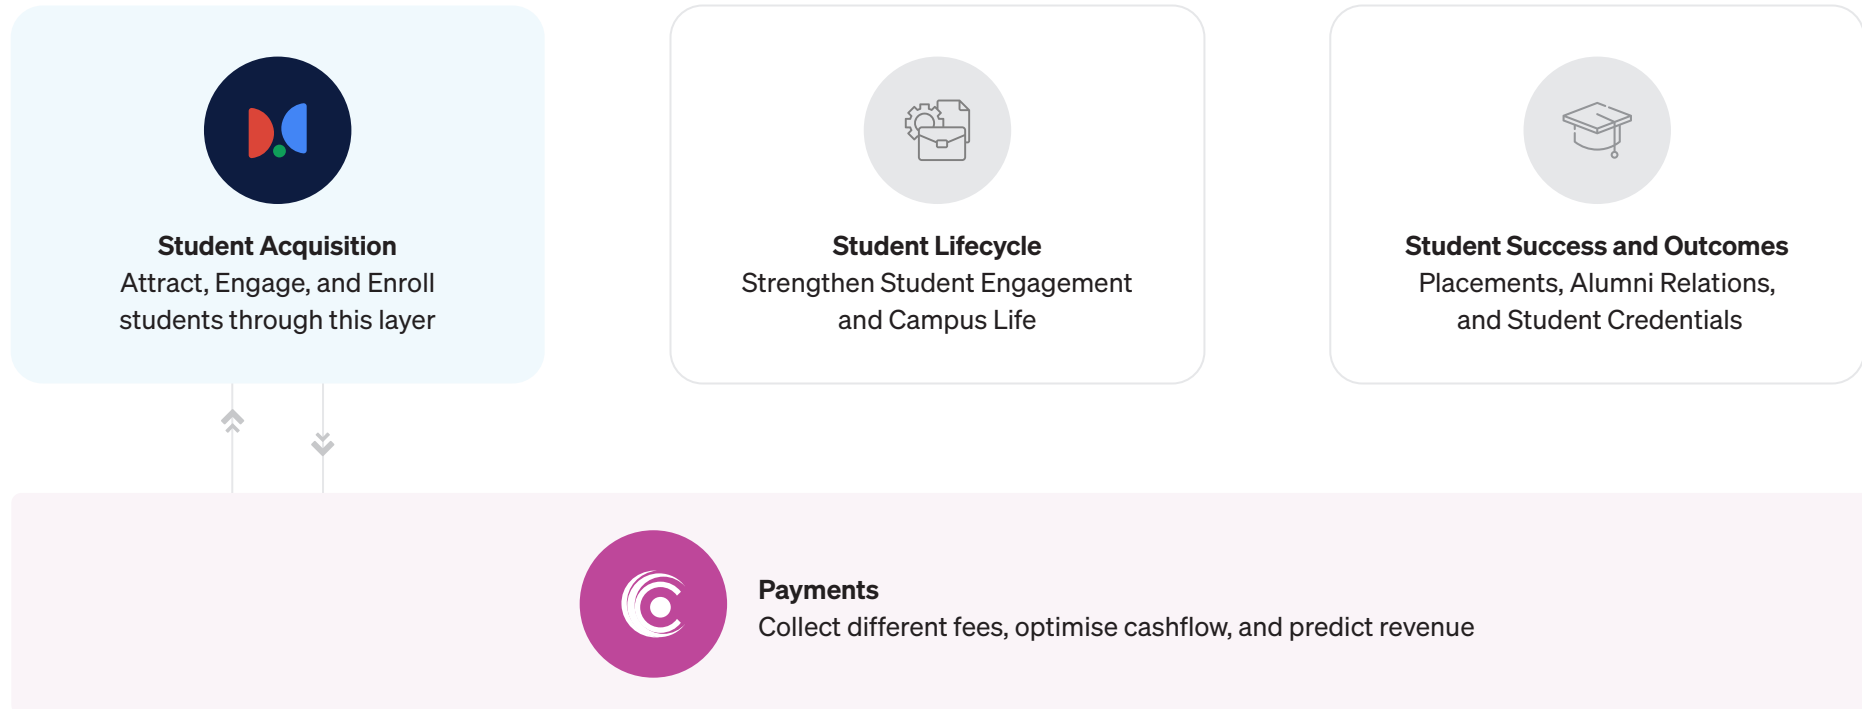 Student Acquisition
Attract, Engage, and Enroll
students through this layer
Student Lifecycle
Strengthen Student Engagement
and Campus Life
Student Success and Outcomes
Placements, Alumni Relations,
and Student Credentials
Payments
Collect different fees, optimise cashflow, and predict revenue